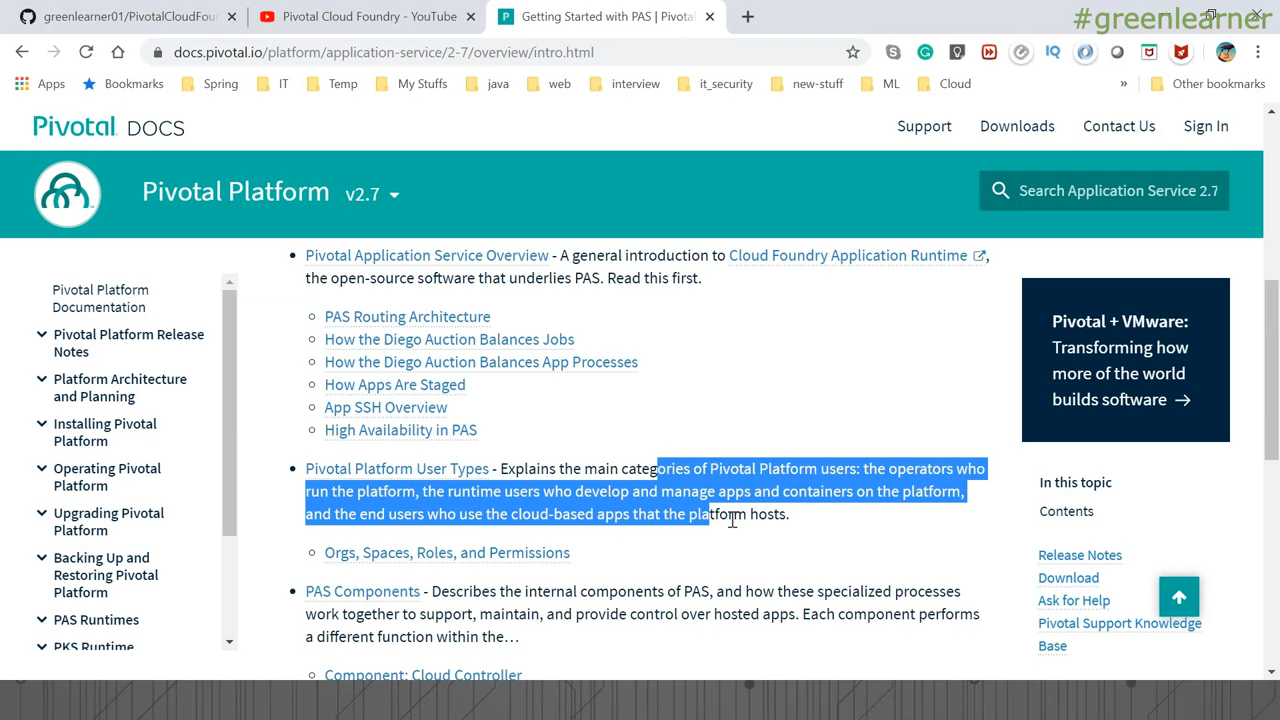 greenlearner01/PivotalCloudFou
Pivotal Cloud Foundry - YouTube
Getting Started with PAS | Pivota
#greenlearner
docs.pivotal.io/platform/application-service/2-7/overview/intro.html
Apps
Bookmarks
Spring
IT
Temp
My Stuffs
java
web
interview
it_security
new-stuff
ML
Cloud
»
Other bookmarks
Pivotal DOCS
Support
Downloads
Contact Us
Sign In
Pivotal Platform v2.7
Search Application Service 2.7
Pivotal Platform
Documentation
Pivotal Platform Release
Notes
Platform Architecture
and Planning
Installing Pivotal
Platform
Operating Pivotal
Platform
Upgrading Pivotal
Platform
Backing Up and
Restoring Pivotal
Platform
PAS Runtimes
PKS Runtime
• Pivotal Application Service Overview - A general introduction to Cloud Foundry Application Runtime,
the open-source software that underlies PAS. Read this first.
PAS Routing Architecture
How the Diego Auction Balances Jobs
How the Diego Auction Balances App Processes
How Apps Are Staged
App SSH Overview
High Availability in PAS
• Pivotal Platform User Types - Explains the main categories of Pivotal Platform users: the operators who
run the platform, the runtime users who develop and manage apps and containers on the platform,
and the end users who use the cloud-based apps that the platform hosts.
Orgs, Spaces, Roles, and Permissions
• PAS Components - Describes the internal components of PAS, and how these specialized processes
work together to support, maintain, and provide control over hosted apps. Each component performs
a different function within the…
Component: Cloud Controller
Pivotal + VMware:
Transforming how
more of the world
builds software →
In this topic
Contents
Release Notes
Download
Ask for Help
Pivotal Support Knowledge
Base